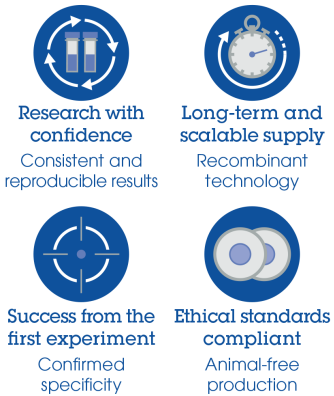 Research with
confidence
Consistent and
reproducible results
Long-term and
scalable supply
Recombinant
technology
Success from the
first experiment
Confirmed
specificity
Ethical standards
compliant
Animal-free
production